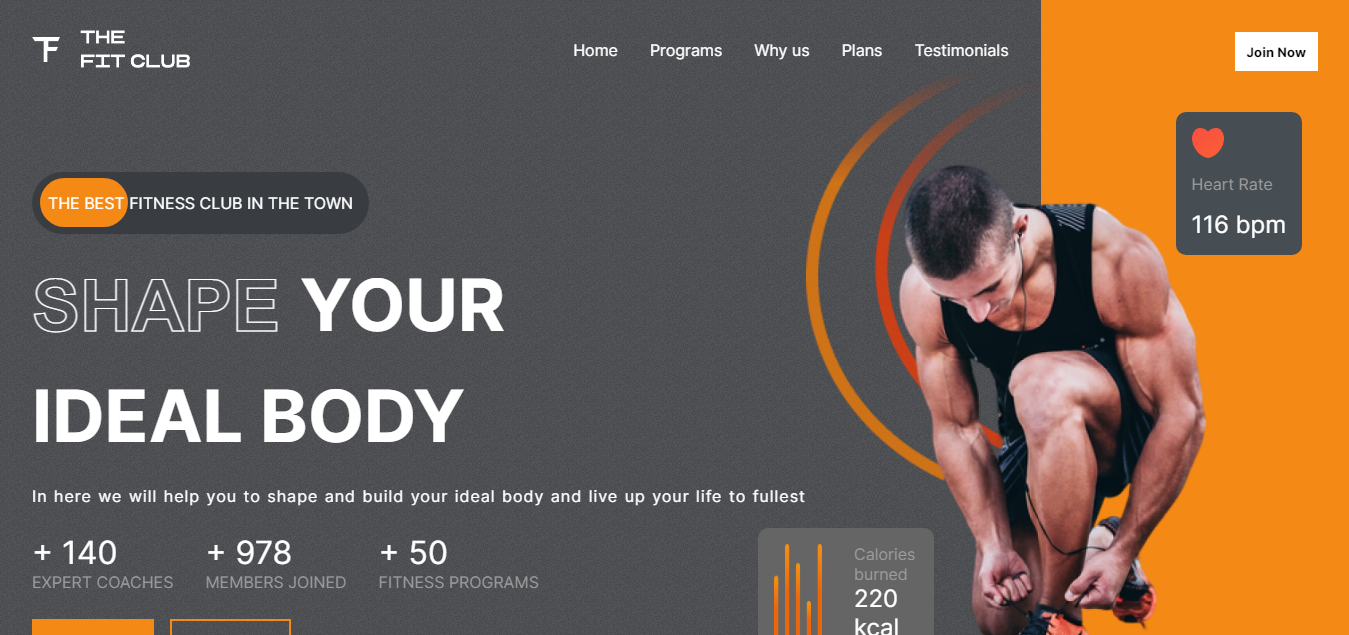 THE
FIT CLUB
Home Programs Why us Plans Testimonials
Join Now
Heart Rate
116 bpm
THE BEST FITNESS CLUB IN THE TOWN
SHAPE YOUR
IDEAL BODY
In here we will help you to shape and build your ideal body and live up your life to fullest
+ 140
EXPERT COACHES
+ 978
MEMBERS JOINED
+ 50
FITNESS PROGRAMS
Calories
burned
220
kcal